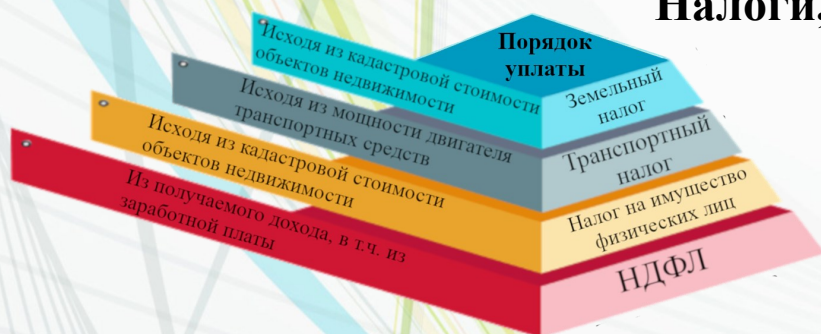 Налоги,
Порядок
уплаты
Исходя из кадастровой стоимости
объектов недвижимости
Земельный
налог
Исходя из мощности двигателя
транспортных средств
Транспортный
налог
Исходя из кадастровой стоимости
объектов недвижимости
Налог на имущество
физических лиц
Из получаемого дохода, в т.ч. из
заработной платы
НДФЛ